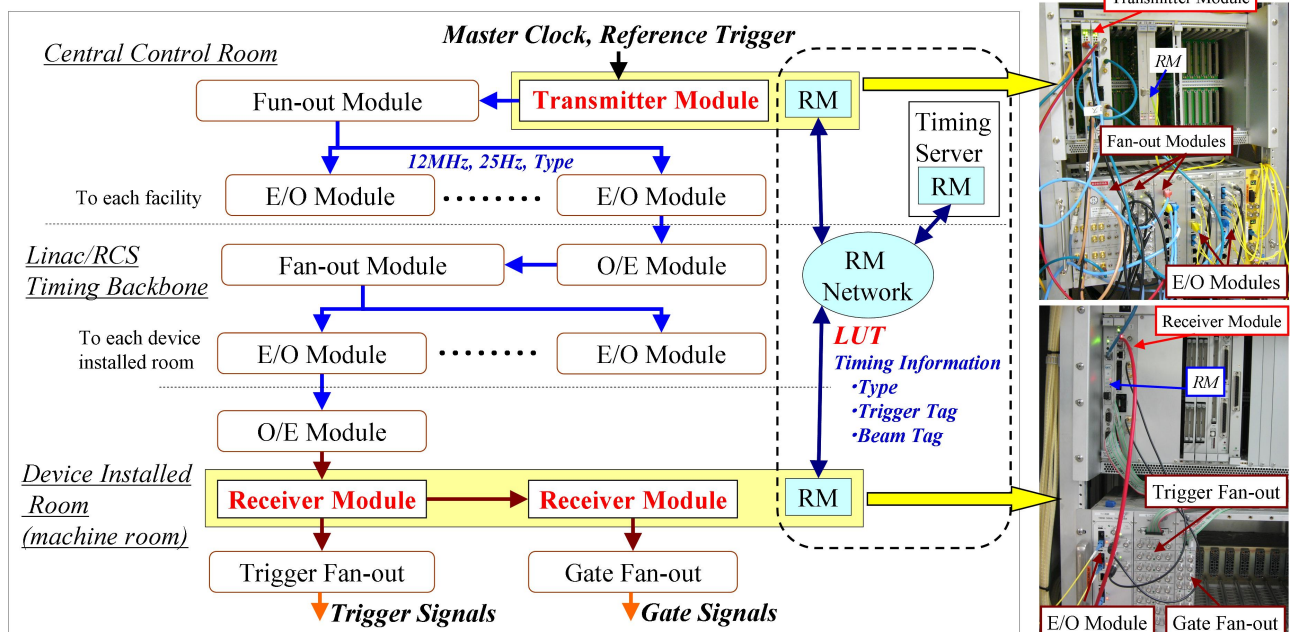 Master Clock, Reference Trigger
Central Control Room
Fun-out Module
Transmitter Module
RM
Timing
Server
RM
12MHz, 25Hz, Type
To each facility
E/O Module
E/O Module
Linac/RCS
Timing Backbone
Fan-out Module
O/E Module
RM
Network
To each device
installed room
E/O Module
E/O Module
LUT
Timing Information
・Type
・Trigger Tag
・Beam Tag
O/E Module
Device Installed
Room
(machine room)
Receiver Module
Receiver Module
RM
Trigger Fan-out
Gate Fan-out
Trigger Signals
Gate Signals
Transmitter Module
RM
Fan-out Modules
E/O Modules
Receiver Module
RM
Trigger Fan-out
E/O Module
Gate Fan-out